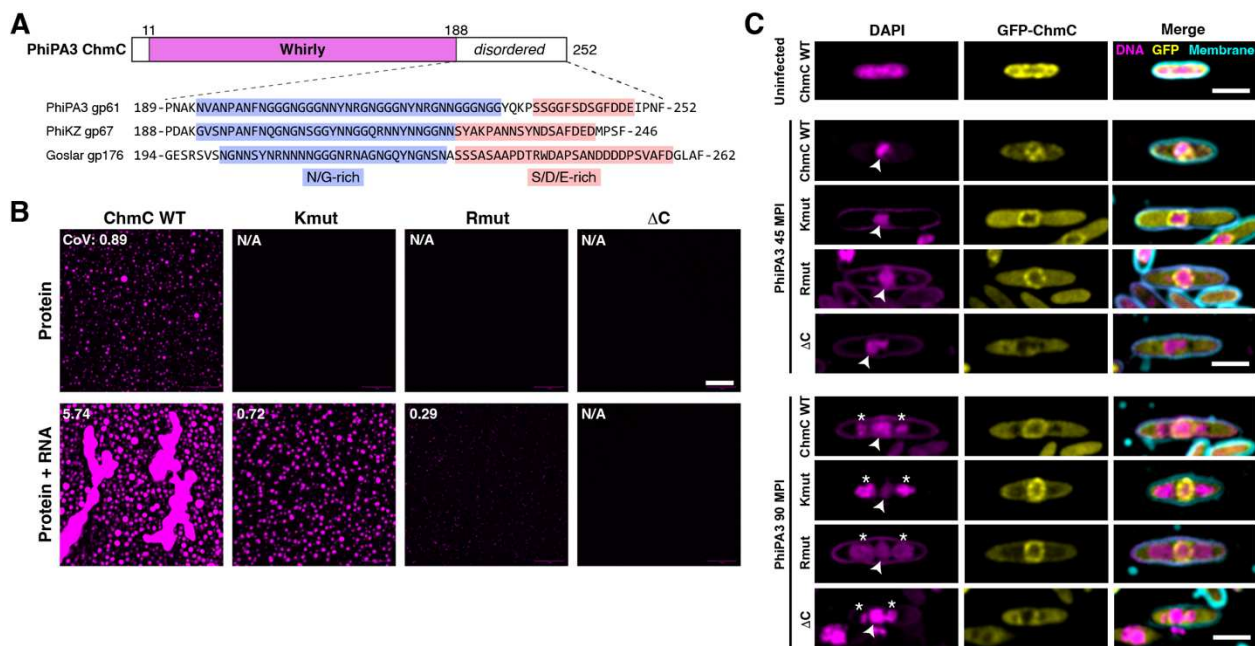 A
11
188
PhiPA3 ChmC
Whirly
disordered
252
PhiPA3 gp61 189-PNAKNVANPANFNGGGNGGGNNYNRGNGGGNYNRGNNGGGNGGYQKPSSGGFSDSGFDDEIPNF-252
PhiKZ gp67 188-PDAKGVSNPANFNQGNGNSGGYNNGGQRNNYNNGGNNSYAKPANNSYNDSAFDEDMPSF-246
Goslar gp176 194-GESRSVSNGNNSYNRNNNNGGGNRNAGNGQYNGNSNASSSASAAPDTRWDAPSANDDDDPSVAFDGLAF-262
N/G-rich
S/D/E-rich
B
ChmC WT
Kmut
Rmut
ΔC
Protein
CoV: 0.89
N/A
N/A
N/A
Protein + RNA
5.74
0.72
0.29
N/A
C
DAPI
GFP-ChmC
Merge
Uninfected
ChmC WT
DNA GFP Membrane
PhiPA3 45 MPI
ChmC WT
Kmut
Rmut
ΔC
PhiPA3 90 MPI
ChmC WT
* *
Kmut
* *
Rmut
* *
ΔC
* *